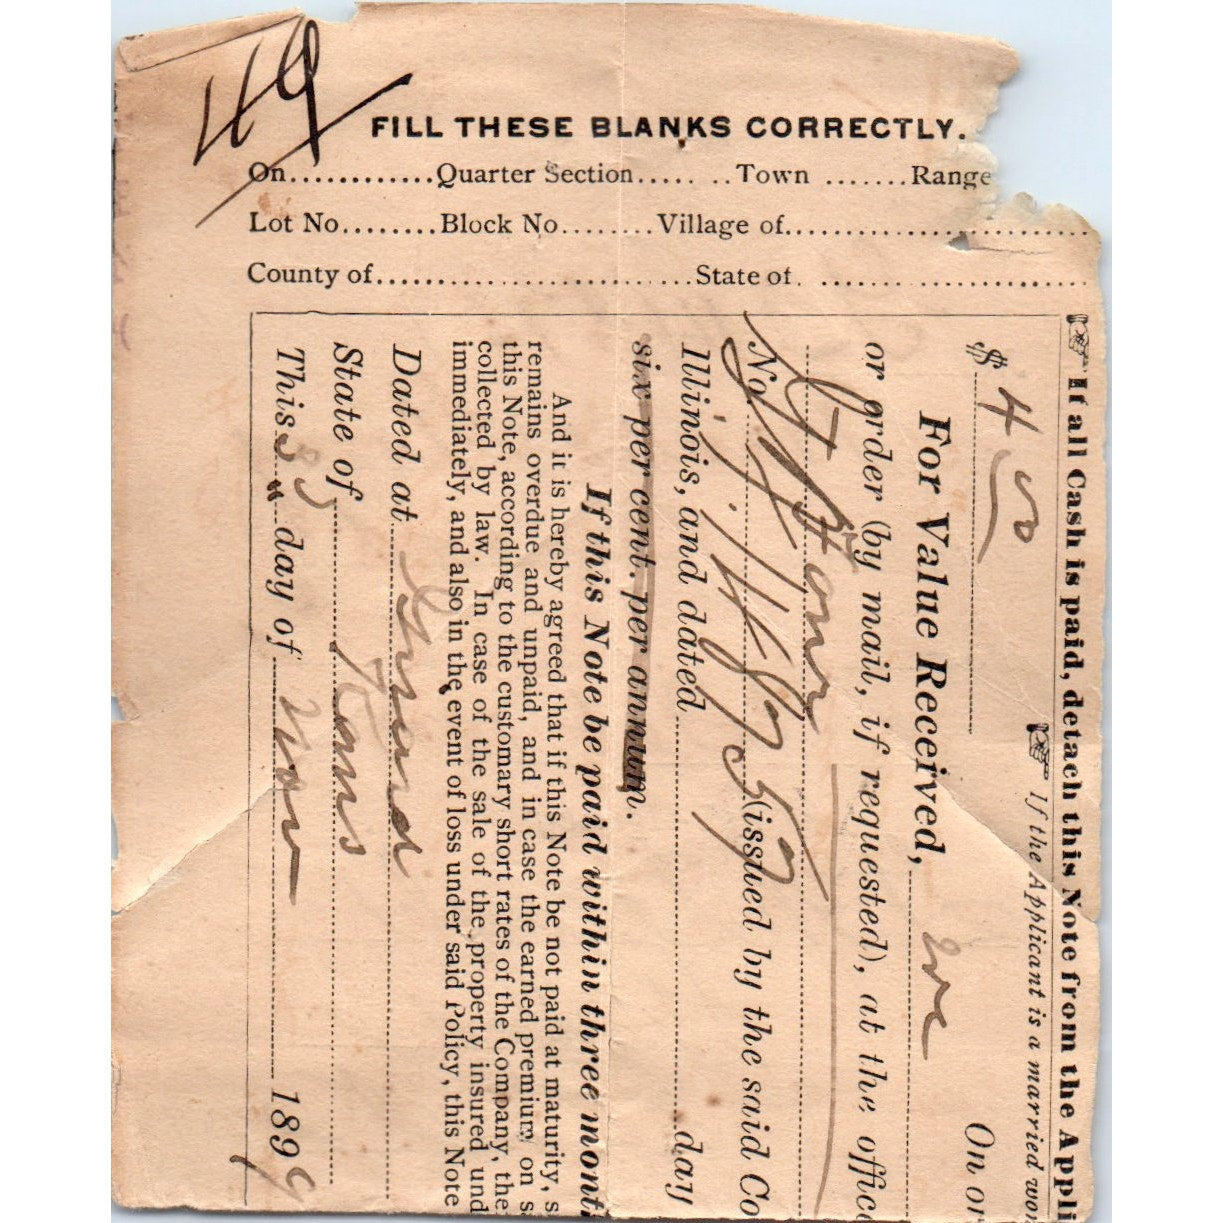 49
FILL THESE BLANKS CORRECTLY.
On............Quarter Section..... ..Town .......Range
Lot No........Block No........Village of...........................
County of..........................State of. ........................
If all Cash is paid, detach this Note from the Appli
If the Applicant is a married wo
$ 4 50
On or
For Value Received, we
or order (by mail, if requested), at the offic
No (issued by the said Co
Illinois, and dated day
six per cent. per annum.
If this Note be paid within three mont
And it is hereby agreed that if this Note be not paid at maturity, s
remains overdue and unpaid, and in case the earned premium on s
this Note, according to the customary short rates of the Company, the
collected by law. In case of the sale of the property insured und
immediately, and also in the event of loss under said Policy, this Note
Dated at Girard
State of Kans
This day of Nov 1899